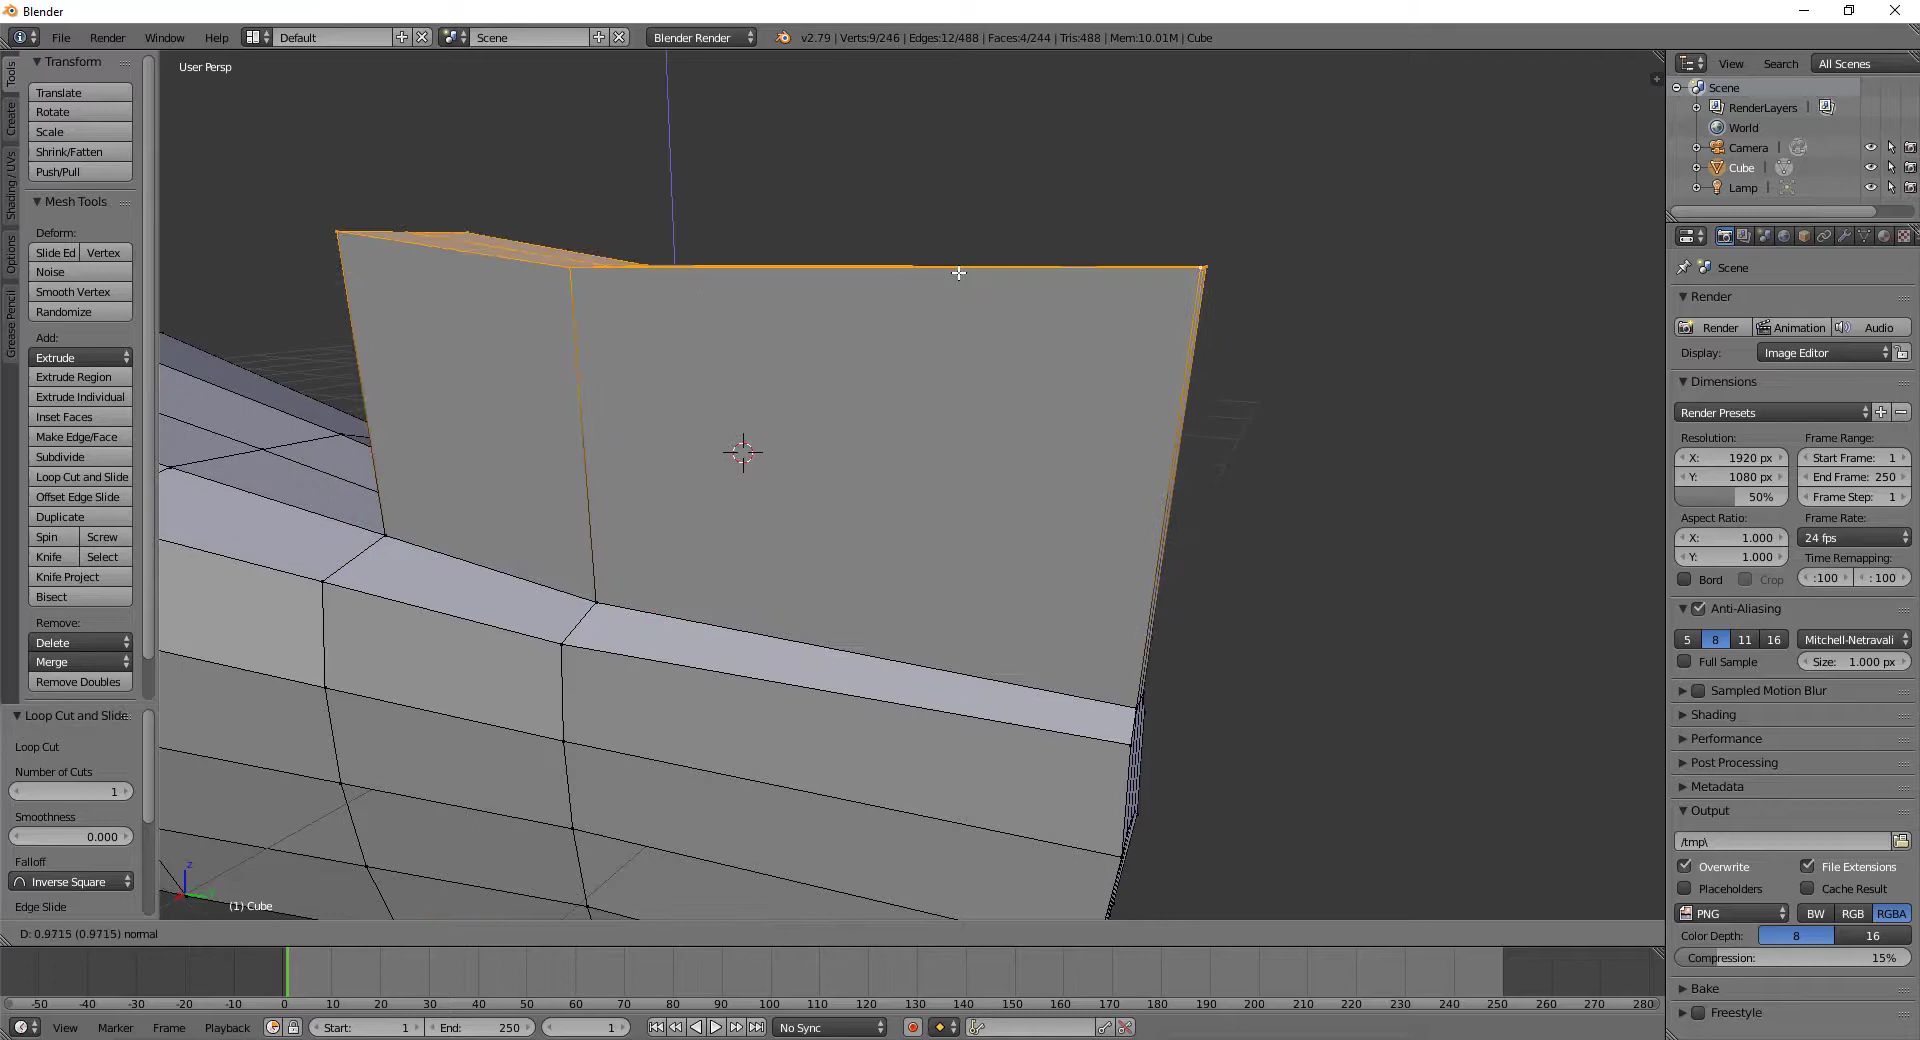 Blender
File Render Window Help Default Scene Blender Render v2.79 | Verts:9/246 | Edges:12/488 | Faces:4/244 | Tris:488 | Mem:10.01M | Cube
Tools
Create
Shading / UVs
Options
Grease Pencil
Transform
Translate
Rotate
Scale
Shrink/Fatten
Push/Pull
Mesh Tools
Deform:
Slide Ed Vertex
Noise
Smooth Vertex
Randomize
Add:
Extrude
Extrude Region
Extrude Individual
Inset Faces
Make Edge/Face
Subdivide
Loop Cut and Slide
Offset Edge Slide
Duplicate
Spin Screw
Knife Select
Knife Project
Bisect
Remove:
Delete
Merge
Remove Doubles
Loop Cut and Slide
Loop Cut
Number of Cuts
1
Smoothness
0.000
Falloff
Inverse Square
Edge Slide
User Persp
z
(1) Cube
D: 0.9715 (0.9715) normal
View Search All Scenes
Scene
RenderLayers |
World
Camera |
Cube |
Lamp |
Scene
Render
Render Animation Audio
Display: Image Editor
Dimensions
Render Presets
Resolution: Frame Range:
X: 1920 px Start Frame: 1
Y: 1080 px End Frame: 250
50% Frame Step: 1
Aspect Ratio: Frame Rate:
X: 1.000 24 fps
Y: 1.000 Time Remapping:
Bord Crop :100 : 100
Anti-Aliasing
5 8 11 16 Mitchell-Netravali
Full Sample Size: 1.000 px
Sampled Motion Blur
Shading
Performance
Post Processing
Metadata
Output
/tmp\
Overwrite File Extensions
Placeholders Cache Result
PNG BW RGB RGBA
Color Depth: 8 16
Compression: 15%
Bake
Freestyle
-50 -40 -30 -20 -10 0 10 20 30 40 50 60 70 80 90 100 110 120 130 140 150 160 170 180 190 200 210 220 230 240 250 260 270 280
View Marker Frame Playback Start: 1 End: 250 1 No Sync